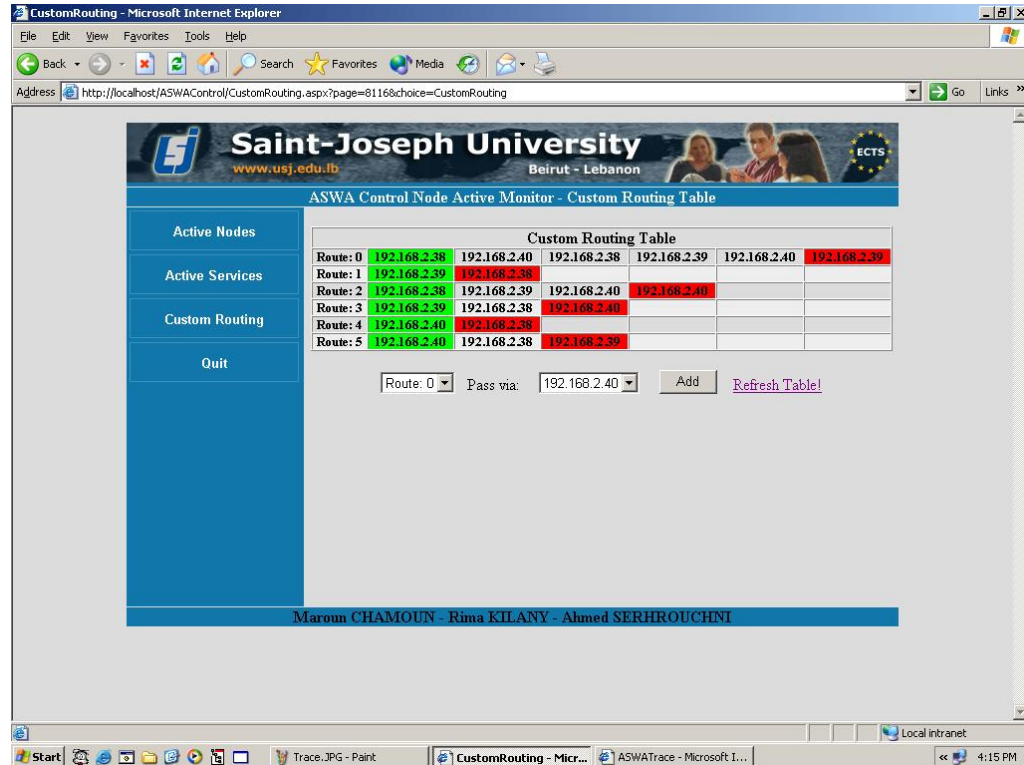 CustomRouting - Microsoft Internet Explorer
File Edit View Favorites Tools Help
Back Search Favorites Media
Address http://localhost/ASWAControl/CustomRouting.aspx?page=8116&choice=CustomRouting Go Links »
Saint-Joseph University
www.usj.edu.lb Beirut - Lebanon
ECTS
ASWA Control Node Active Monitor - Custom Routing Table
Active Nodes
Active Services
Custom Routing
Quit
Custom Routing Table
Route: 0 192.168.2.38 192.168.2.40 192.168.2.38 192.168.2.39 192.168.2.40 192.168.2.39
Route: 1 192.168.2.39 192.168.2.38
Route: 2 192.168.2.38 192.168.2.39 192.168.2.40 192.168.2.40
Route: 3 192.168.2.39 192.168.2.38 192.168.2.40
Route: 4 192.168.2.40 192.168.2.38
Route: 5 192.168.2.40 192.168.2.38 192.168.2.39
Route: 0 Pass via: 192.168.2.40 Add Refresh Table!
Maroun CHAMOUN - Rima KILANY - Ahmed SERHROUCHNI
Local intranet
Start Trace.JPG - Paint CustomRouting - Micr... ASWATrace - Microsoft I... « 4:15 PM